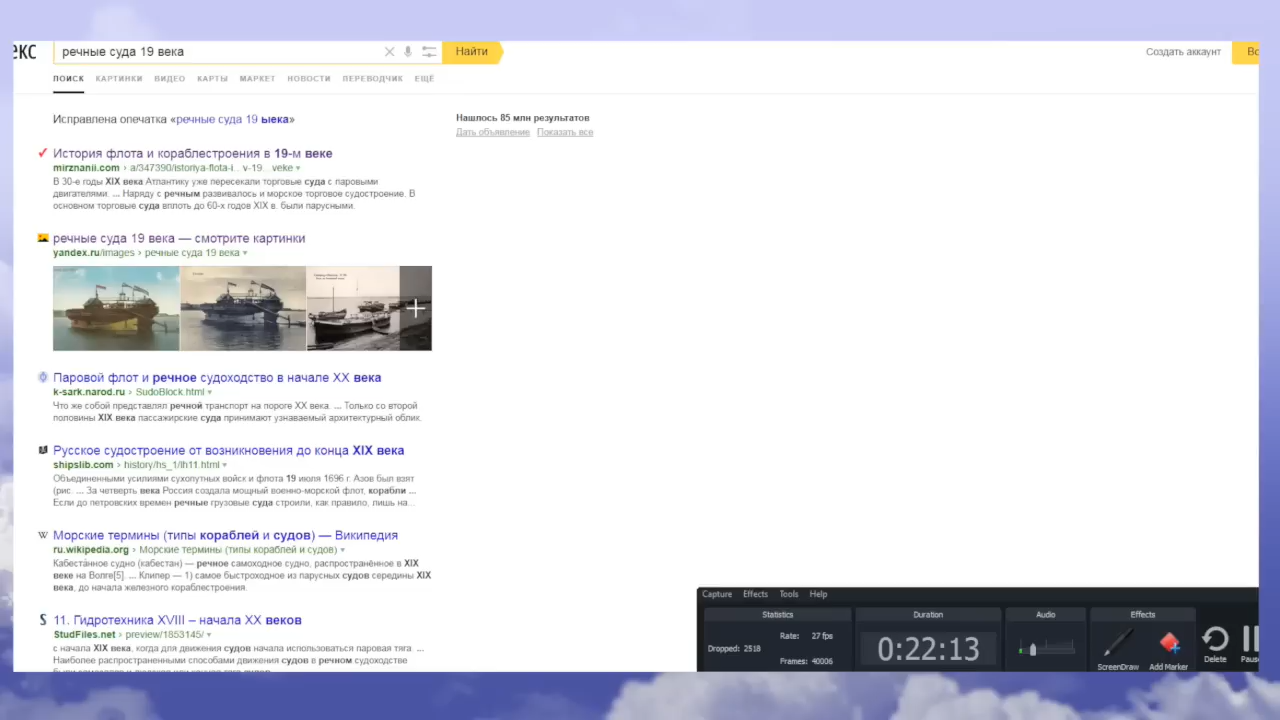 екс речные суда 19 века Найти Создать аккаунт
ПОИСК КАРТИНКИ ВИДЕО КАРТЫ МАРКЕТ НОВОСТИ ПЕРЕВОДЧИК ЕЩЁ
Исправлена опечатка «речные суда 19 ыека»
Нашлось 85 млн результатов
Дать объявление Показать все
История флота и кораблестроения в 19-м веке
mirznanii.com › a/347390/istoriya-flota-i... v-19... veke
В 30-е годы XIX века Атлантику уже пересекали торговые суда с паровыми
двигателями. ... Наряду с речным развивалось и морское торговое судостроение. В
основном торговые суда вплоть до 60-х годов XIX в. были парусными.
речные суда 19 века — смотрите картинки
yandex.ru/images › речные суда 19 века
Паровой флот и речное судоходство в начале XX века
k-sark.narod.ru › SudoBlock.html
Что же собой представлял речной транспорт на пороге XX века. ... Только со второй
половины XIX века пассажирские суда принимают узнаваемый архитектурный облик.
Русское судостроение от возникновения до конца XIX века
shipslib.com › history/hs_1/lh11.html
Объединенными усилиями сухопутных войск и флота 19 июля 1696 г. Азов был взят
(рис. ... За четверть века Россия создала мощный военно-морской флот, корабли ...
Если до петровских времен речные грузовые суда строили, как правило, лишь на...
Морские термины (типы кораблей и судов) — Википедия
ru.wikipedia.org › Морские термины (типы кораблей и судов)
Кабеста́нное судно (кабестан) — речное самоходное судно, распространённое в XIX
веке на Волге[5]. ... Клипер — 1) самое быстроходное из парусных судов середины XIX
века, до начала железного кораблестроения.
11. Гидротехника XVIII – начала XX веков
StudFiles.net › preview/1853145/
с начала XIX века, когда для движения судов начала использоваться паровая тяга. ...
Наиболее распространенными способами движения судов в речном судоходстве
Capture Effects Tools Help
Statistics Duration Audio Effects
Rate: 27 fps
Dropped: 2518
Frames: 40006
0:22:13
ScreenDraw Add Marker Delete Paus